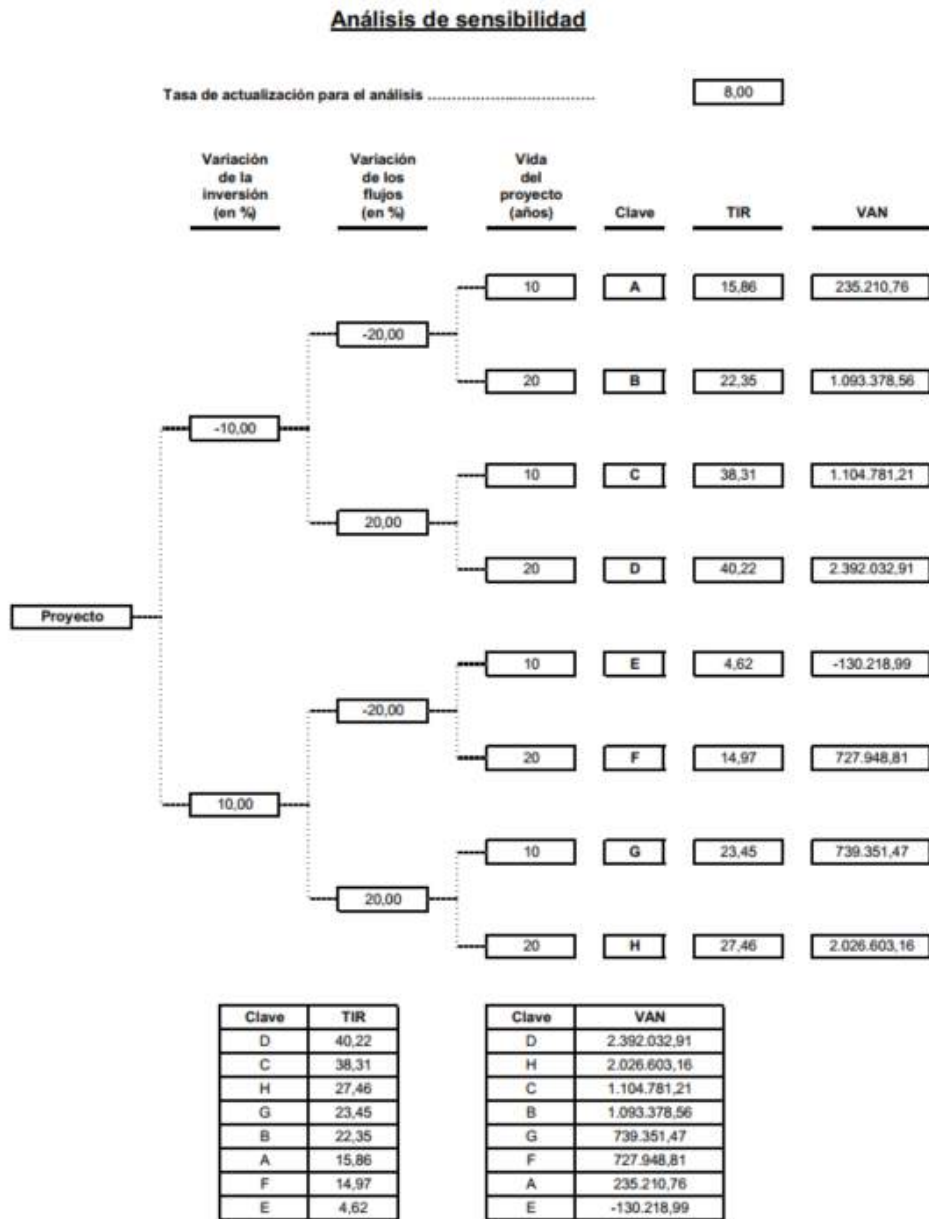 Análisis de sensibilidad
Tasa de actualización para el análisis ....................................... 8,00
Variación de la inversión (en %)
Variación de los flujos (en %)
Vida del proyecto (años)
Clave
TIR
VAN
10 A 15,86 235.210,76
-20,00
20 B 22,35 1.093.378,56
-10,00
10 C 38,31 1.104.781,21
20,00
20 D 40,22 2.392.032,91
Proyecto
10 E 4,62 -130.218,99
-20,00
20 F 14,97 727.948,81
10,00
10 G 23,45 739.351,47
20,00
20 H 27,46 2.026.603,16
Clave TIR
D 40,22
C 38,31
H 27,46
G 23,45
B 22,35
A 15,86
F 14,97
E 4,62
Clave VAN
D 2.392.032,91
H 2.026.603,16
C 1.104.781,21
B 1.093.378,56
G 739.351,47
F 727.948,81
A 235.210,76
E -130.218,99